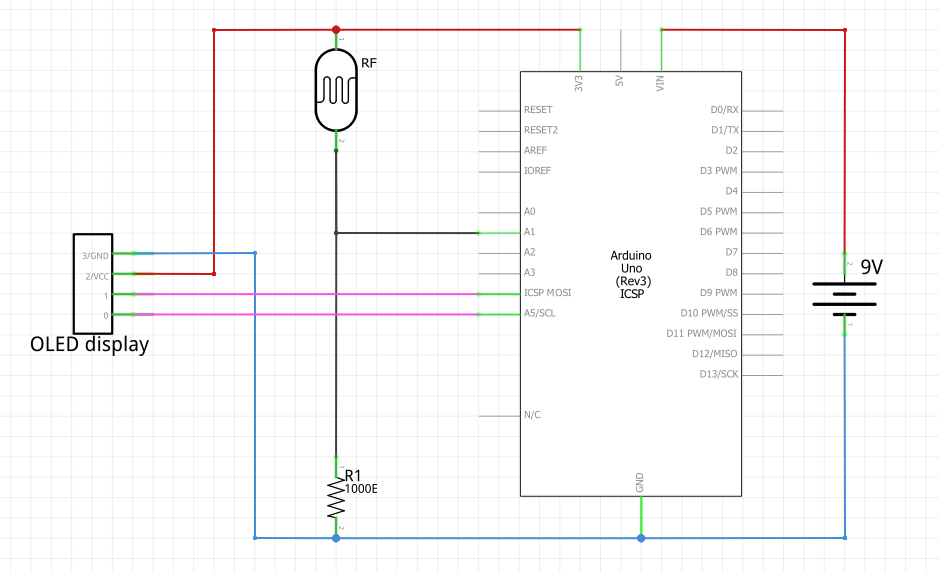 1
RF
2
3V3
5V
VIN
RESET
RESET2
AREF
IOREF
A0
A1
A2
A3
ICSP MOSI
A5/SCL
N/C
D0/RX
D1/TX
D2
D3 PWM
D4
D5 PWM
D6 PWM
D7
D8
D9 PWM
D10 PWM/SS
D11 PWM/MOSI
D12/MISO
D13/SCK
Arduino
Uno
(Rev3)
ICSP
GND
3/GND
2/VCC
1
0
OLED display
1
R1
1000E
2
2
9V
1